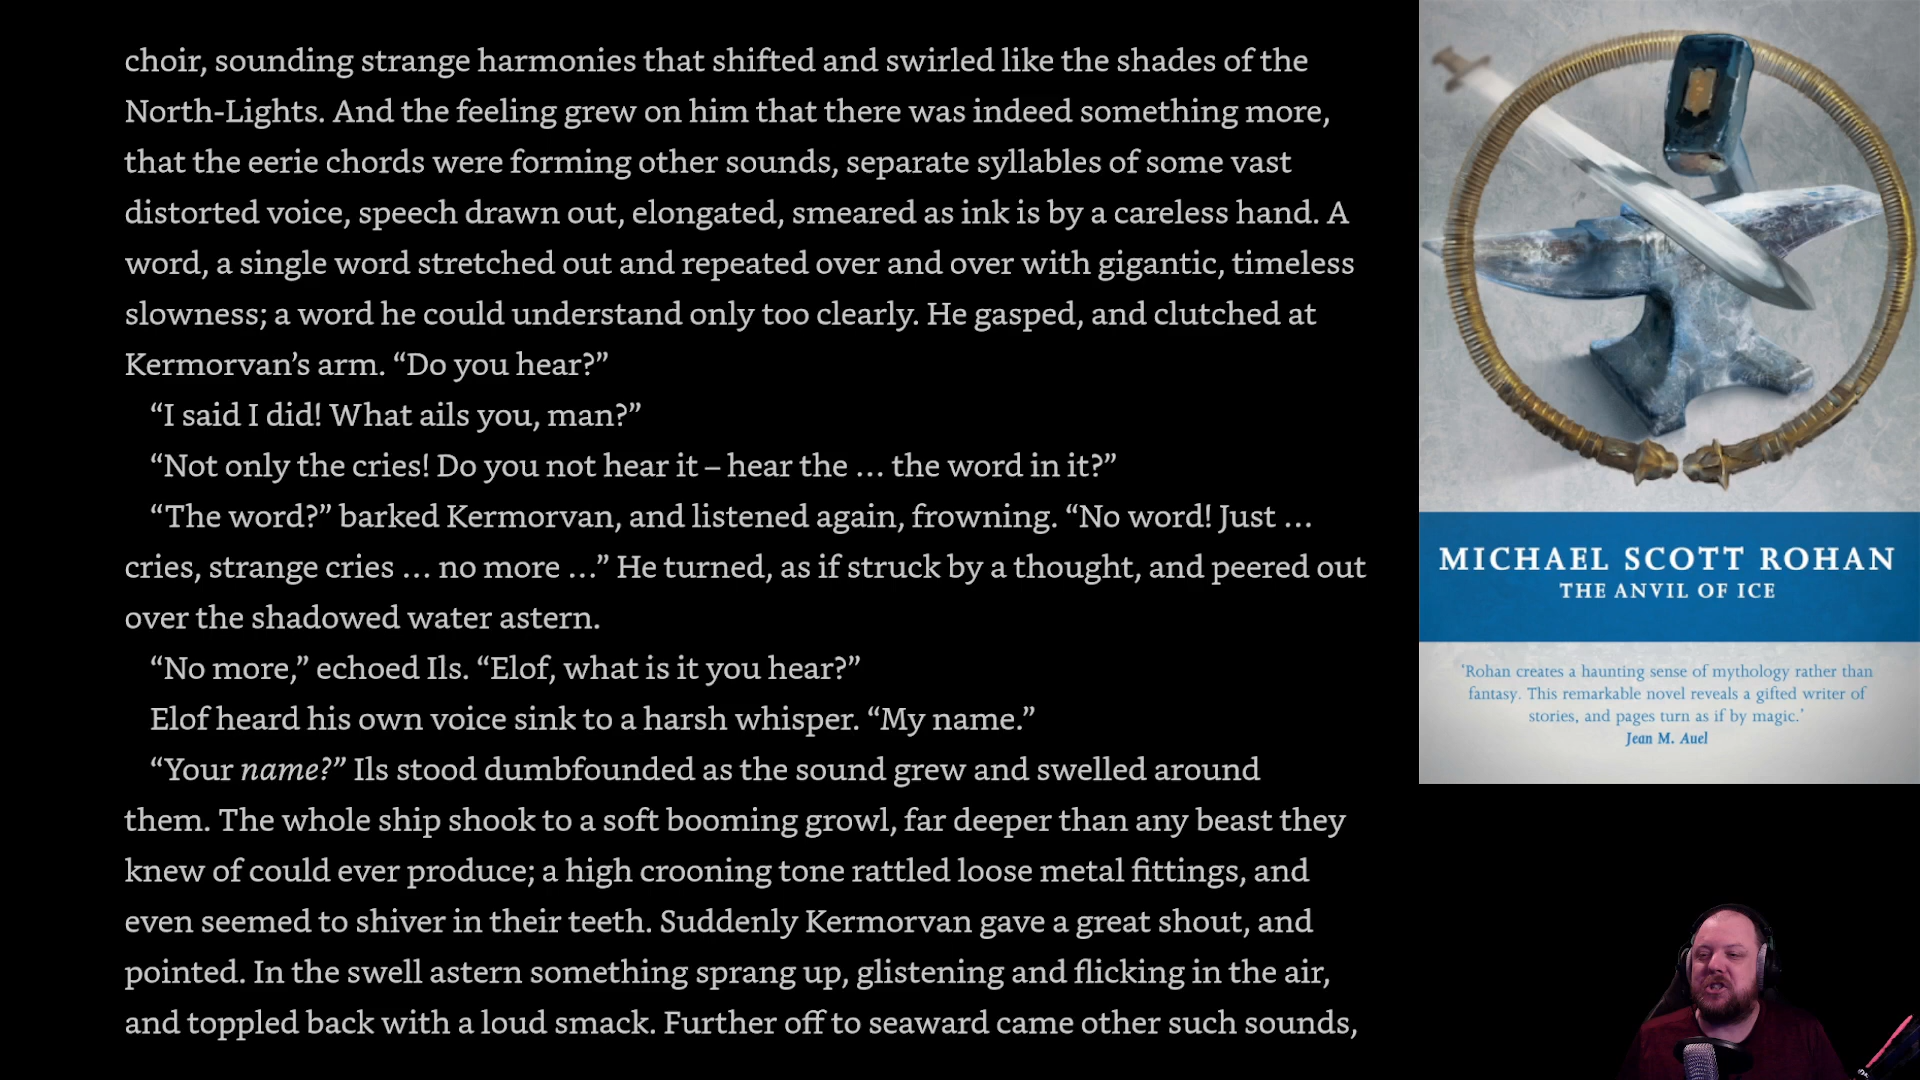 choir, sounding strange harmonies that shifted and swirled like the shades of the
North-Lights. And the feeling grew on him that there was indeed something more,
that the eerie chords were forming other sounds, separate syllables of some vast
distorted voice, speech drawn out, elongated, smeared as ink is by a careless hand. A
word, a single word stretched out and repeated over and over with gigantic, timeless
slowness; a word he could understand only too clearly. He gasped, and clutched at
Kermorvan’s arm. “Do you hear?”
“I said I did! What ails you, man?”
“Not only the cries! Do you not hear it – hear the … the word in it?”
“The word?” barked Kermorvan, and listened again, frowning. “No word! Just …
cries, strange cries … no more …” He turned, as if struck by a thought, and peered out
over the shadowed water astern.
“No more,” echoed Ils. “Elof, what is it you hear?”
Elof heard his own voice sink to a harsh whisper. “My name.”
“Your name?” Ils stood dumbfounded as the sound grew and swelled around
them. The whole ship shook to a soft booming growl, far deeper than any beast they
knew of could ever produce; a high crooning tone rattled loose metal fittings, and
even seemed to shiver in their teeth. Suddenly Kermorvan gave a great shout, and
pointed. In the swell astern something sprang up, glistening and flicking in the air,
and toppled back with a loud smack. Further off to seaward came other such sounds,
MICHAEL SCOTT ROHAN
THE ANVIL OF ICE
‘Rohan creates a haunting sense of mythology rather than
fantasy. This remarkable novel reveals a gifted writer of
stories, and pages turn as if by magic.’
Jean M. Auel